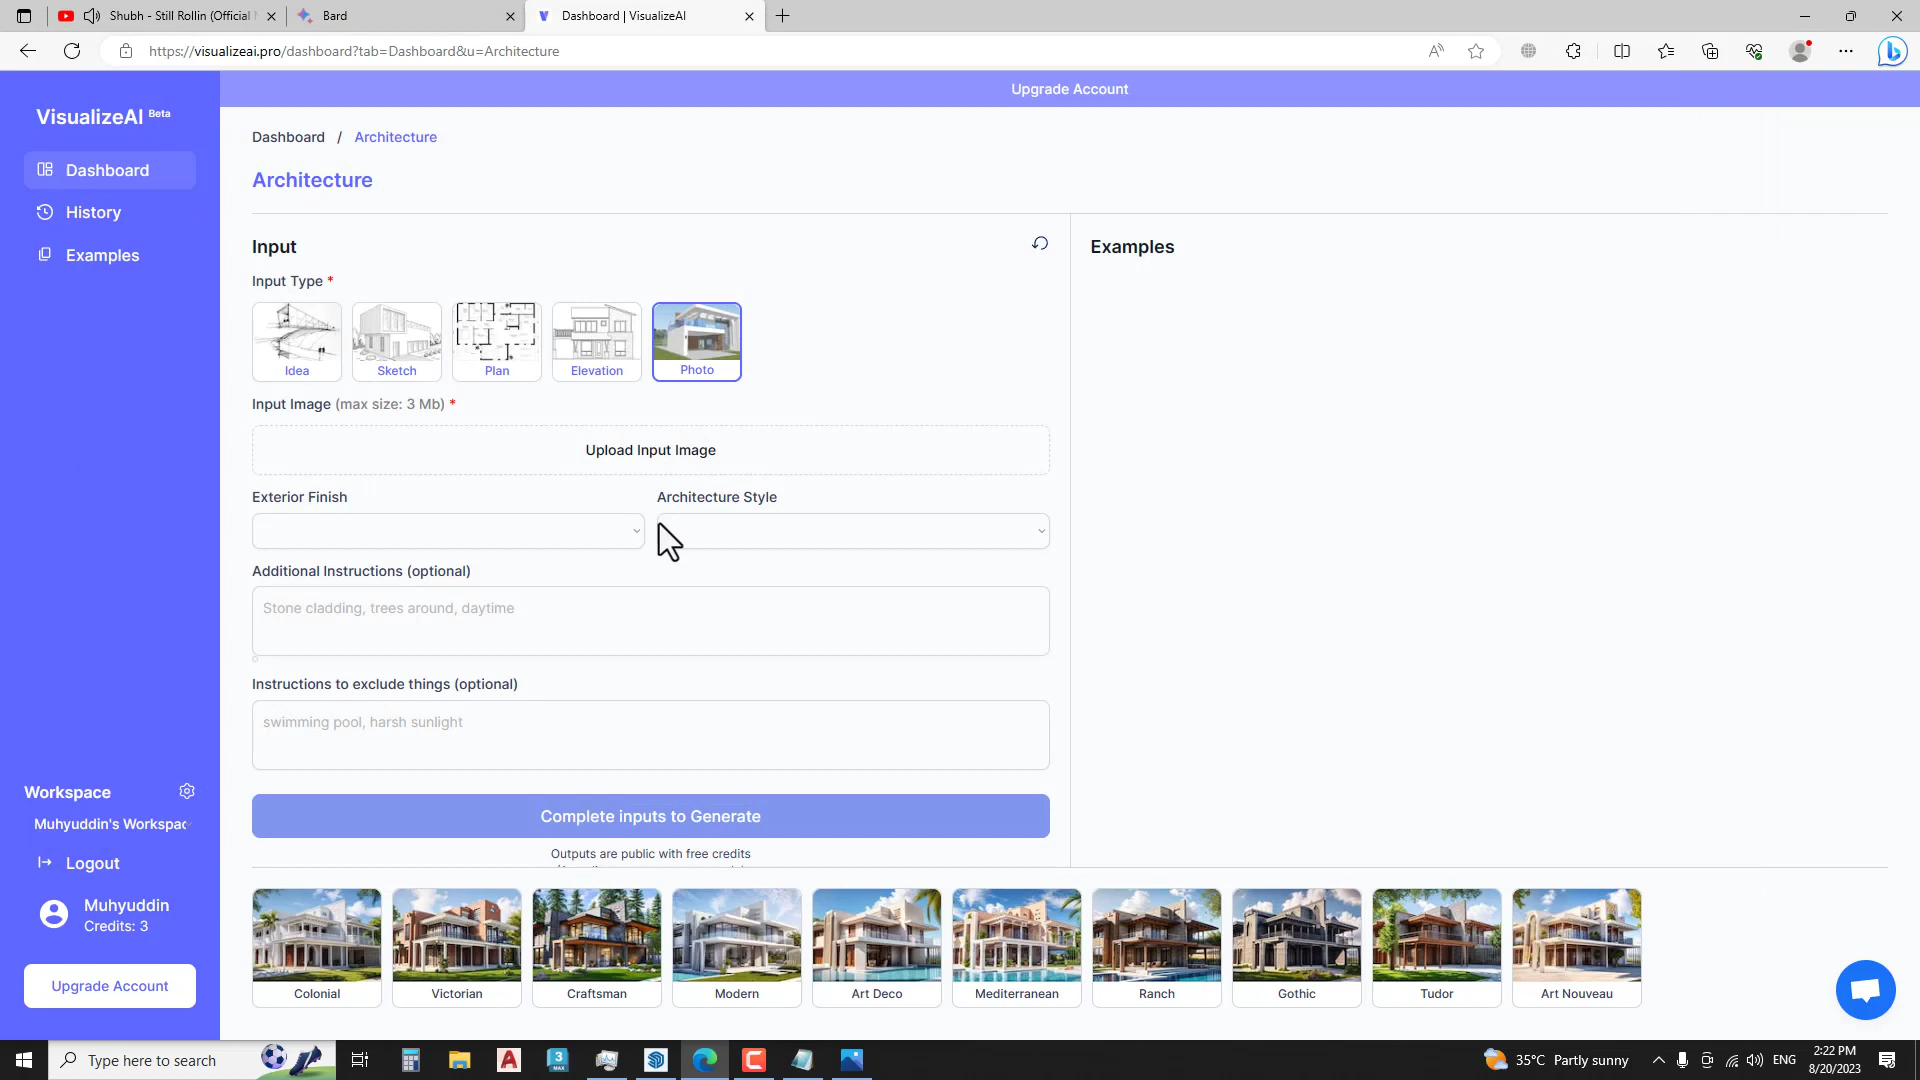 Shubh - Still Rollin (Official
Bard
Dashboard | VisualizeAI
https://visualizeai.pro/dashboard?tab=Dashboard&u=Architecture
Upgrade Account
VisualizeAI Beta
Dashboard
History
Examples
Dashboard / Architecture
Architecture
Input
Examples
Input Type *
Idea
Sketch
Plan
Elevation
Photo
Input Image (max size: 3 Mb) *
Upload Input Image
Exterior Finish
Architecture Style
Additional Instructions (optional)
Stone cladding, trees around, daytime
Instructions to exclude things (optional)
swimming pool, harsh sunlight
Complete inputs to Generate
Outputs are public with free credits
Workspace
Muhyuddin's Workspac
Logout
Muhyuddin
Credits: 3
Upgrade Account
Colonial
Victorian
Craftsman
Modern
Art Deco
Mediterranean
Ranch
Gothic
Tudor
Art Nouveau
Type here to search
35°C Partly sunny
ENG
2:22 PM
8/20/2023